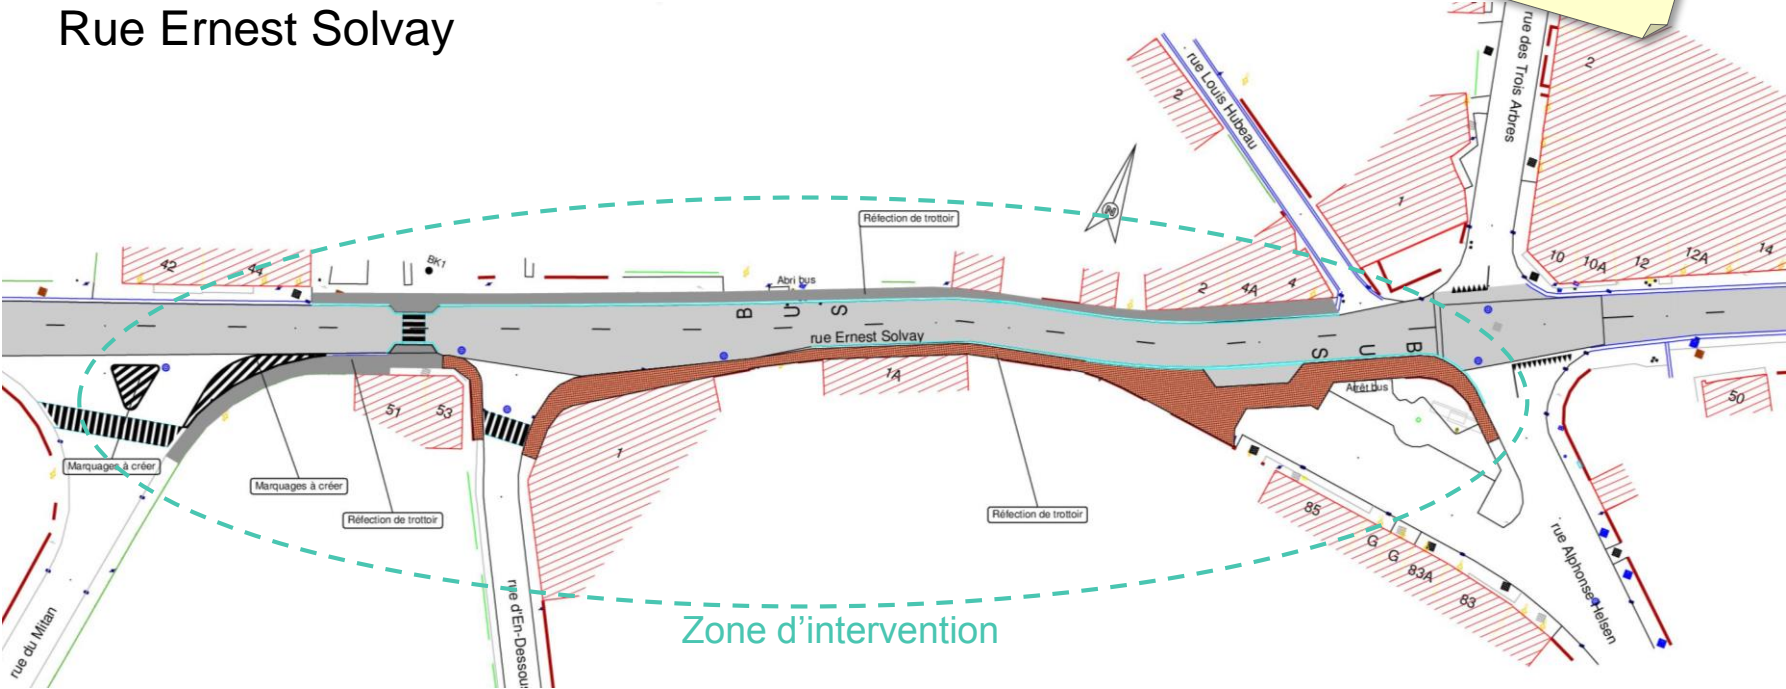 Rue Ernest Solvay
rue des Trois Arbres
2
rue Louis Hubeau
2
1
Réfection de trottoir
N
42
44
BK1
Abri bus
B U S
2
4A
4
10
10A
12
12A
14
rue Ernest Solvay
S U B
1A
51
53
Arrêt bus
50
Marquages à créer
1
Marquages à créer
Réfection de trottoir
Réfection de trottoir
85
G
G
83A
83
rue Alphonse Helsen
rue du Mitan
rue d'En-Dessous
Zone d'intervention